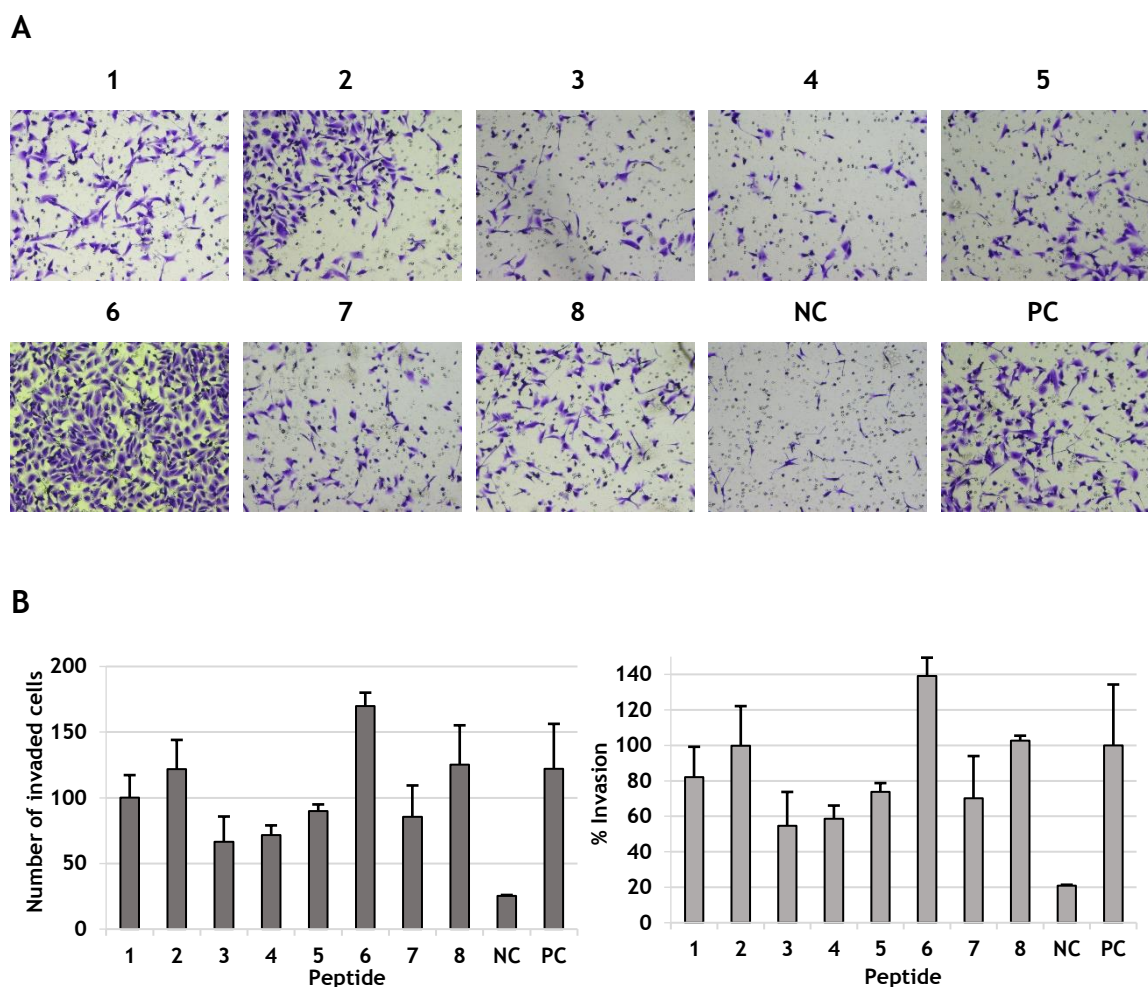 A
1 2 3 4 5
6 7 8 NC PC
B
Number of invaded cells
200
150
100
50
0
1 2 3 4 5 6 7 8 NC PC
Peptide
% Invasion
140
120
100
80
60
40
20
0
1 2 3 4 5 6 7 8 NC PC
Peptide